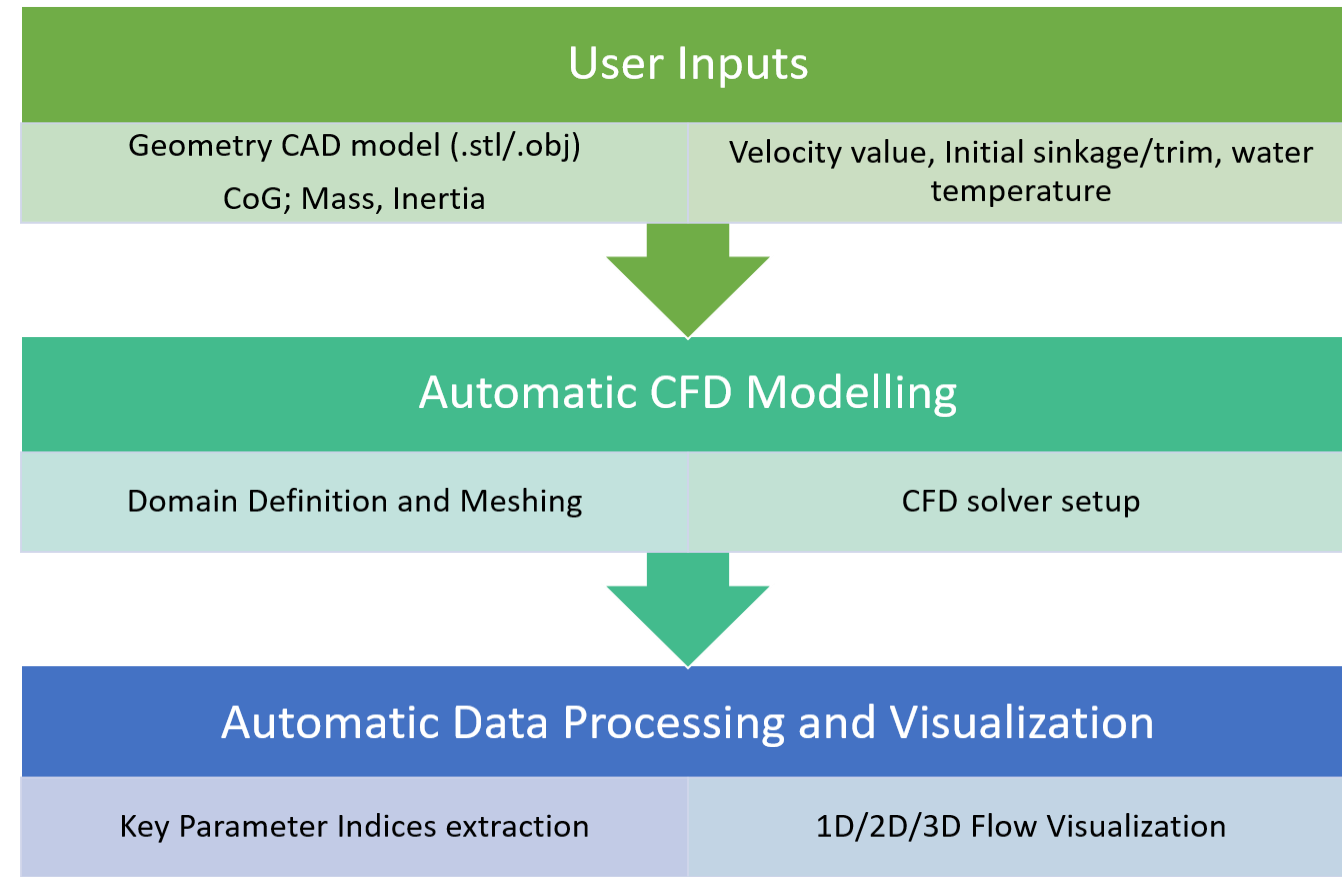 User Inputs
Geometry CAD model (.stl/.obj)
CoG; Mass, Inertia
Velocity value, Initial sinkage/trim, water
temperature
Automatic CFD Modelling
Domain Definition and Meshing
CFD solver setup
Automatic Data Processing and Visualization
Key Parameter Indices extraction
1D/2D/3D Flow Visualization